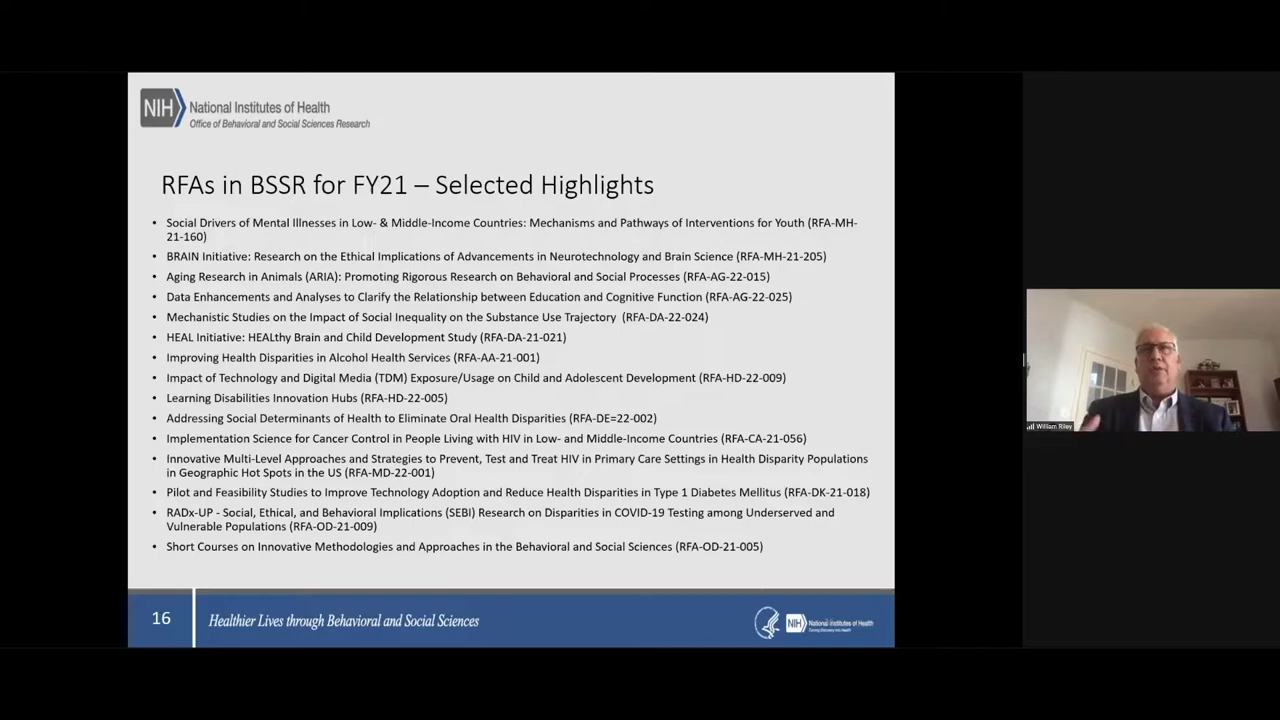 NIH National Institutes of Health
Office of Behavioral and Social Sciences Research
RFAs in BSSR for FY21 – Selected Highlights
• Social Drivers of Mental Illnesses in Low- & Middle-Income Countries: Mechanisms and Pathways of Interventions for Youth (RFA-MH-
21-160)
• BRAIN Initiative: Research on the Ethical Implications of Advancements in Neurotechnology and Brain Science (RFA-MH-21-205)
• Aging Research in Animals (ARIA): Promoting Rigorous Research on Behavioral and Social Processes (RFA-AG-22-015)
• Data Enhancements and Analyses to Clarify the Relationship between Education and Cognitive Function (RFA-AG-22-025)
• Mechanistic Studies on the Impact of Social Inequality on the Substance Use Trajectory (RFA-DA-22-024)
• HEAL Initiative: HEALthy Brain and Child Development Study (RFA-DA-21-021)
• Improving Health Disparities in Alcohol Health Services (RFA-AA-21-001)
• Impact of Technology and Digital Media (TDM) Exposure/Usage on Child and Adolescent Development (RFA-HD-22-009)
• Learning Disabilities Innovation Hubs (RFA-HD-22-005)
• Addressing Social Determinants of Health to Eliminate Oral Health Disparities (RFA-DE=22-002)
• Implementation Science for Cancer Control in People Living with HIV in Low- and Middle-Income Countries (RFA-CA-21-056)
• Innovative Multi-Level Approaches and Strategies to Prevent, Test and Treat HIV in Primary Care Settings in Health Disparity Populations
in Geographic Hot Spots in the US (RFA-MD-22-001)
• Pilot and Feasibility Studies to Improve Technology Adoption and Reduce Health Disparities in Type 1 Diabetes Mellitus (RFA-DK-21-018)
• RADx-UP - Social, Ethical, and Behavioral Implications (SEBI) Research on Disparities in COVID-19 Testing among Underserved and
Vulnerable Populations (RFA-OD-21-009)
• Short Courses on Innovative Methodologies and Approaches in the Behavioral and Social Sciences (RFA-OD-21-005)
William Riley
16 Healthier Lives through Behavioral and Social Sciences
NIH National Institutes of Health
Turning Discovery Into Health